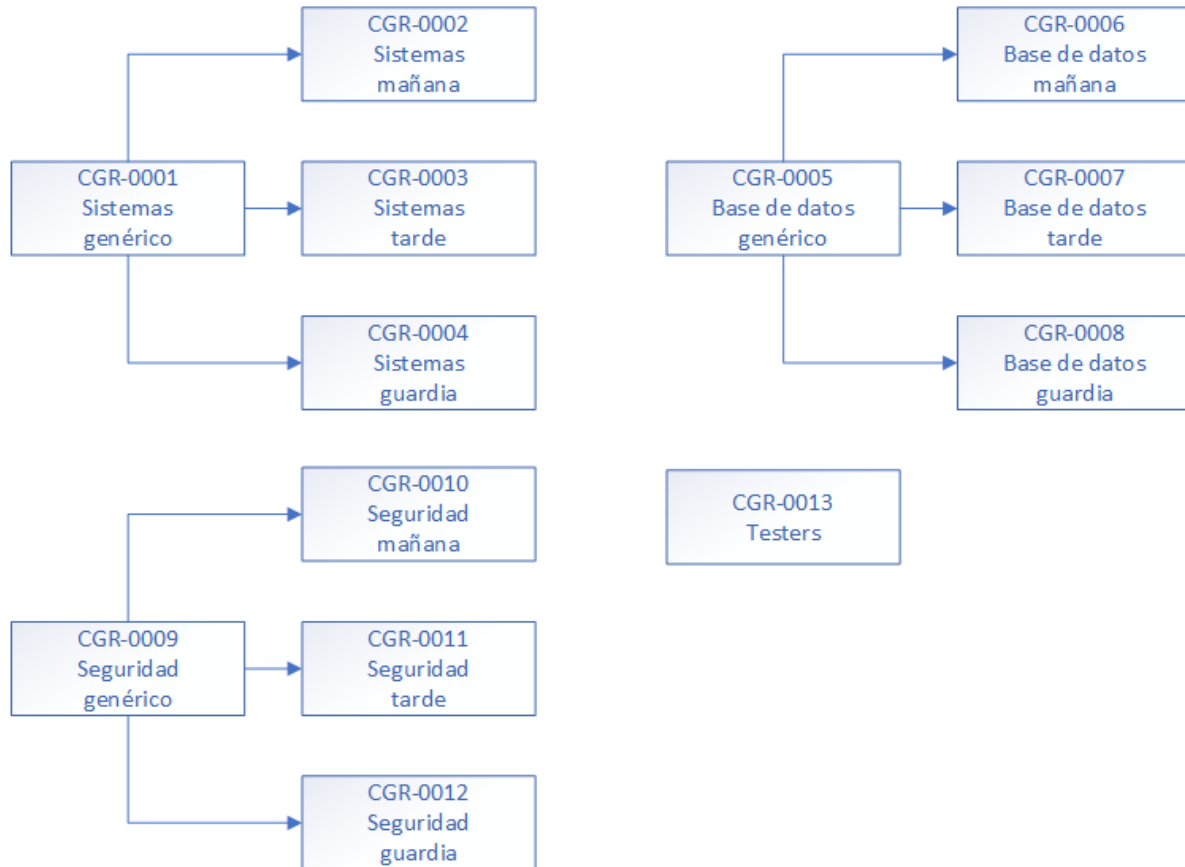 CGR-0002
Sistemas
mañana
CGR-0001
Sistemas
genérico
CGR-0003
Sistemas
tarde
CGR-0004
Sistemas
guardia
CGR-0006
Base de datos
mañana
CGR-0005
Base de datos
genérico
CGR-0007
Base de datos
tarde
CGR-0008
Base de datos
guardia
CGR-0010
Seguridad
mañana
CGR-0009
Seguridad
genérico
CGR-0011
Seguridad
tarde
CGR-0012
Seguridad
guardia
CGR-0013
Testers